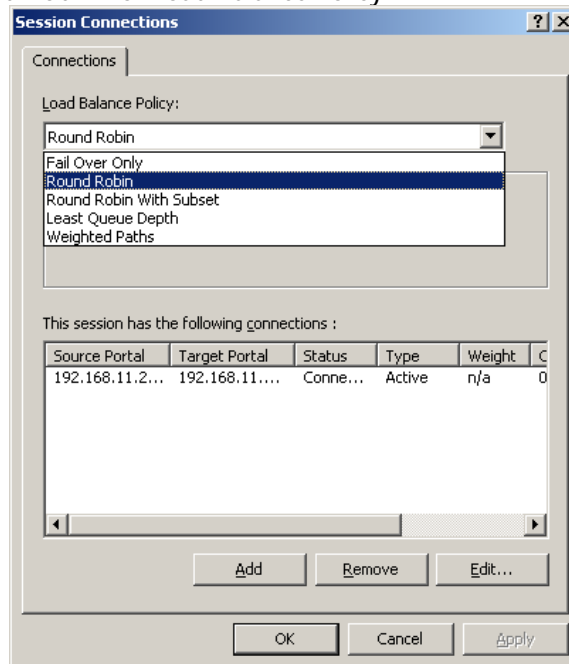 Session Connections
Connections
Load Balance Policy:
Round Robin
Fail Over Only
Round Robin
Round Robin With Subset
Least Queue Depth
Weighted Paths
This session has the following connections :
Source Portal Target Portal Status Type Weight C
192.168.11.2... 192.168.11.... Conne... Active n/a 0
Add Remove Edit...
OK Cancel Apply